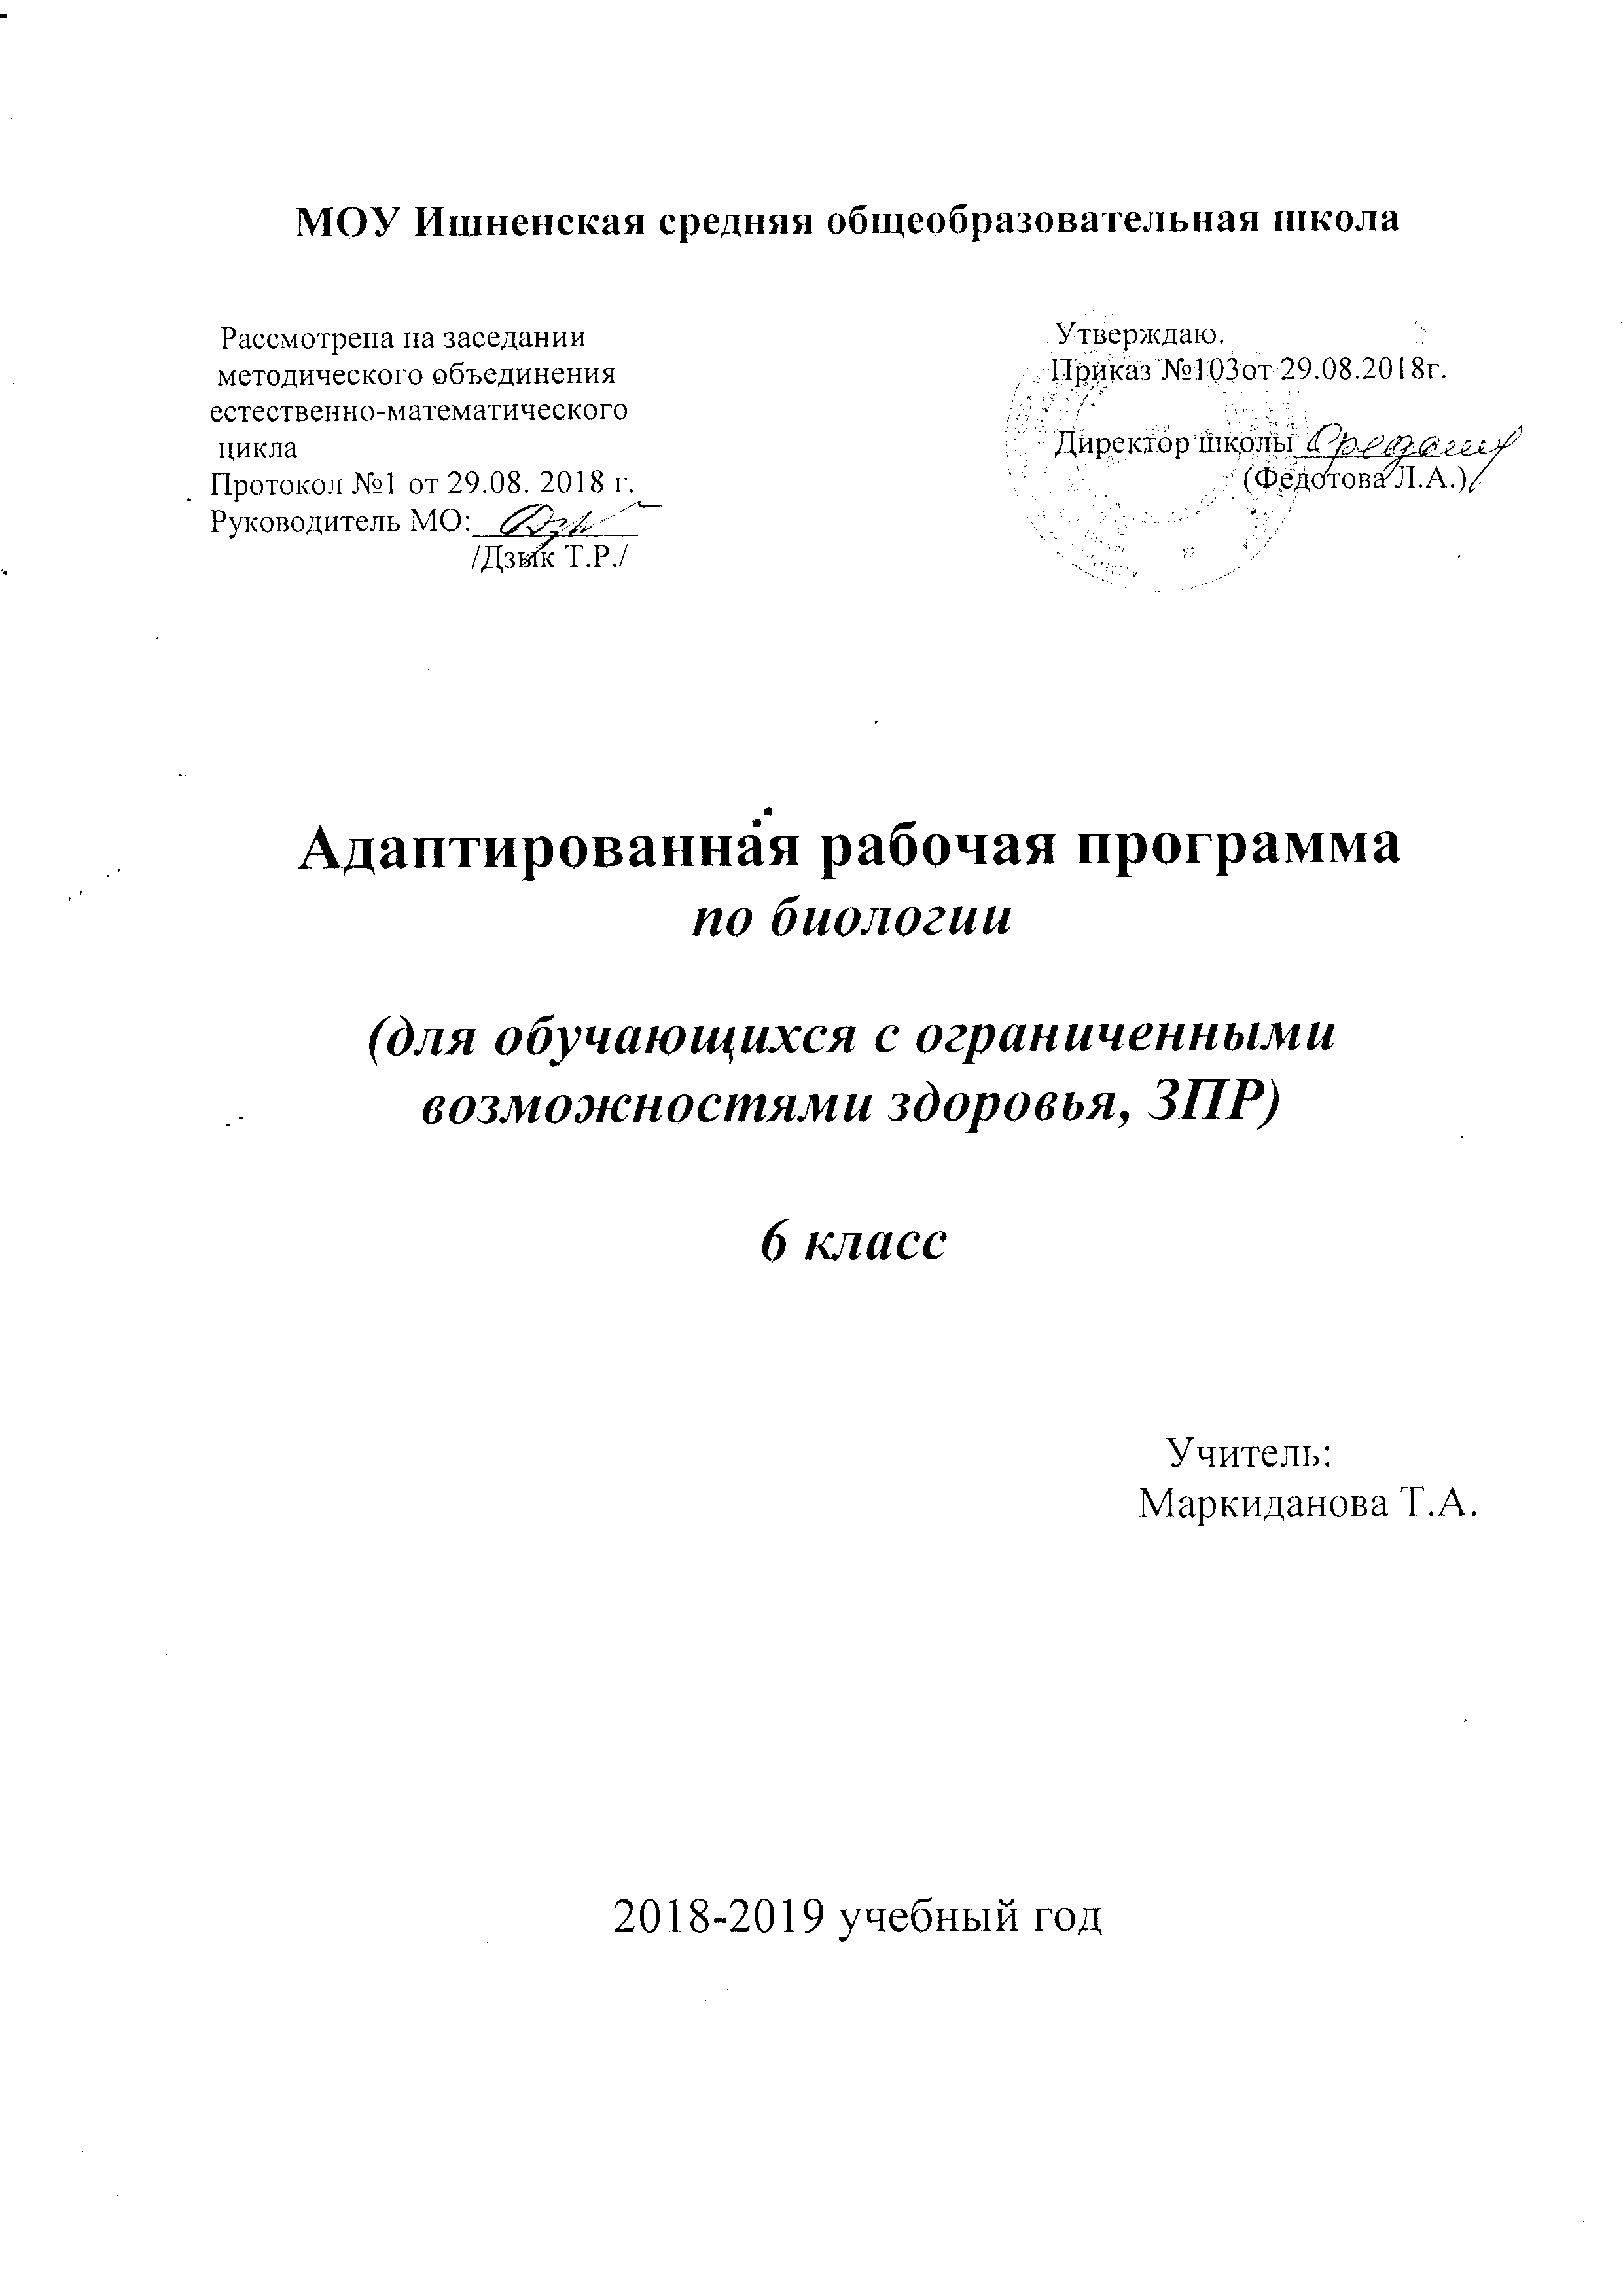 МОУ Ишненская средняя общеобразовательная школа
Рассмотрена на заседании
методического объединения
естественно-математического
цикла
Протокол №1 от 29.08. 2018 г.
Руководитель МО:
/Дзык Т.Р./
Утверждаю.
Приказ №103от 29.08.2018г.
Директор школы
(Федотова Л.А.)
Адаптированная рабочая программа
по биологии
(для обучающихся с ограниченными
возможностями здоровья, ЗПР)
6 класс
Учитель:
Маркиданова Т.А.
2018-2019 учебный год